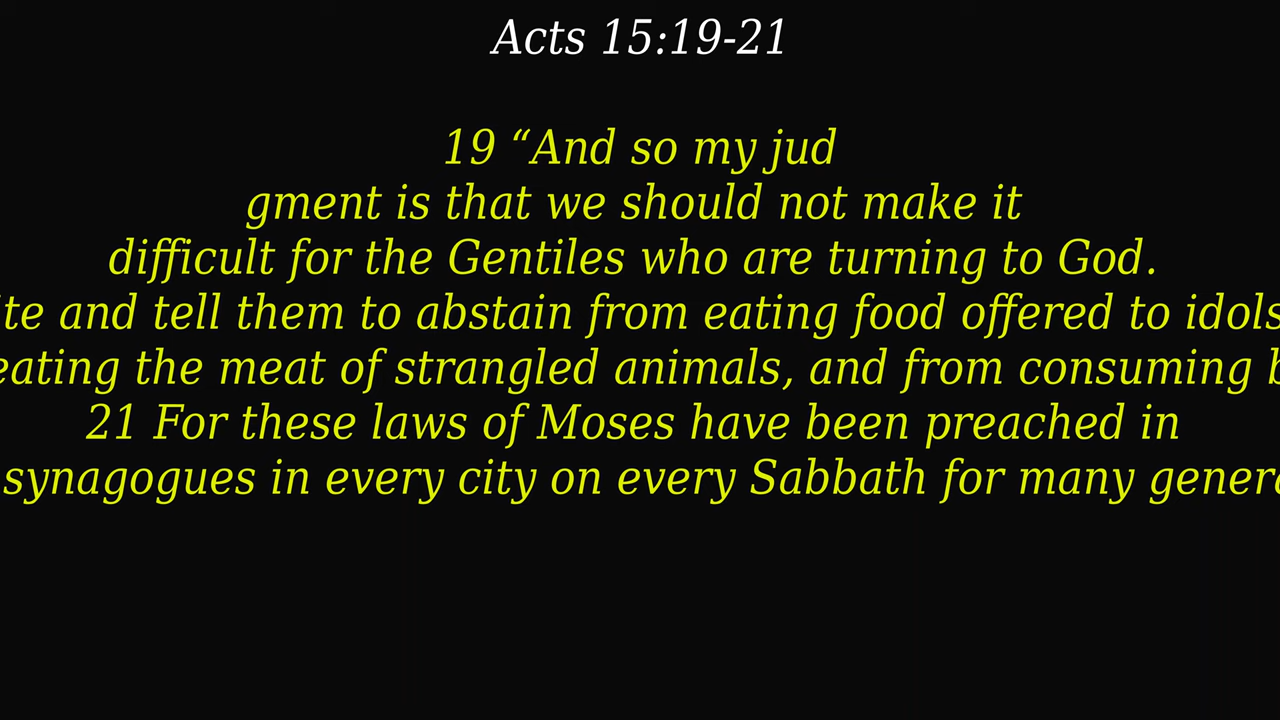 Acts 15:19-21
19 “And so my jud
gment is that we should not make it
difficult for the Gentiles who are turning to God.
and tell them to abstain from eating food offered to idols
eating the meat of strangled animals, and from consuming
21 For these laws of Moses have been preached in
synagogues in every city on every Sabbath for many